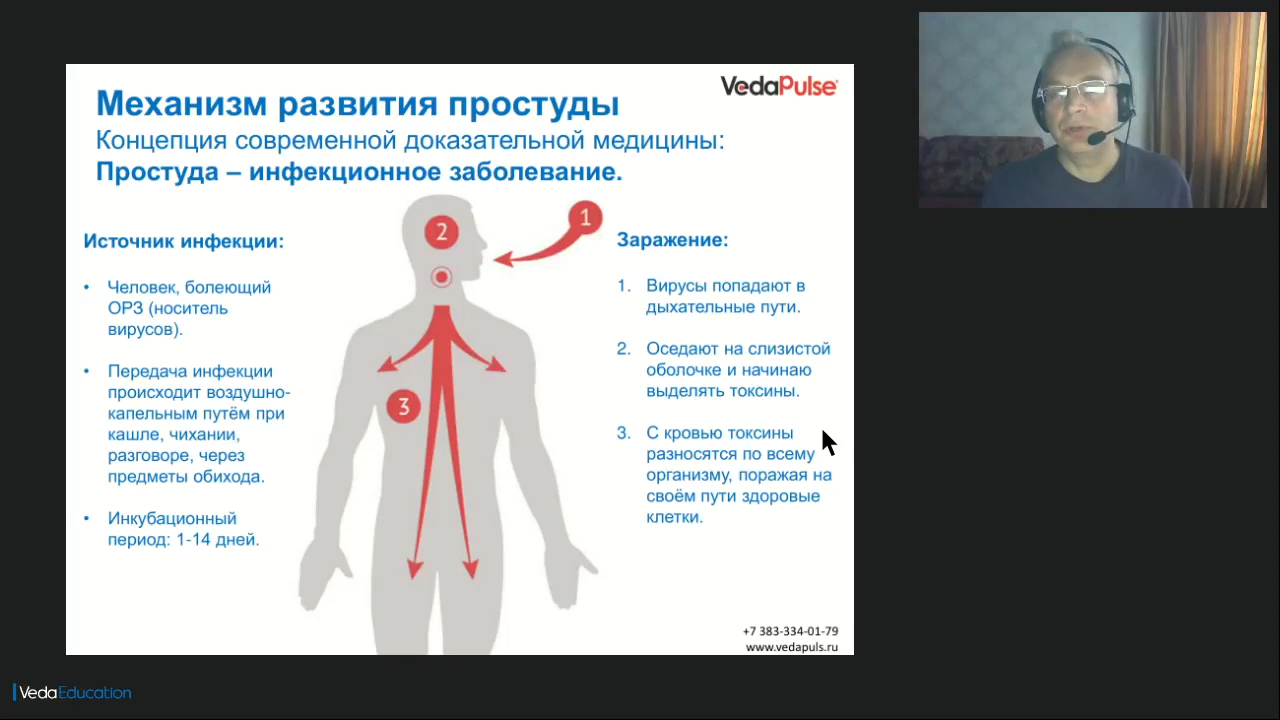 VedaPulse
Механизм развития простуды
Концепция современной доказательной медицины:
Простуда – инфекционное заболевание.
Источник инфекции:
• Человек, болеющий
ОРЗ (носитель
вирусов).
• Передача инфекции
происходит воздушно-
капельным путём при
кашле, чихании,
разговоре, через
предметы обихода.
• Инкубационный
период: 1-14 дней.
1
2
3
Заражение:
1. Вирусы попадают в
дыхательные пути.
2. Оседают на слизистой
оболочке и начинаю
выделять токсины.
3. С кровью токсины
разносятся по всему
организму, поражая на
своём пути здоровые
клетки.
+7 383-334-01-79
www.vedapuls.ru
VedaEducation